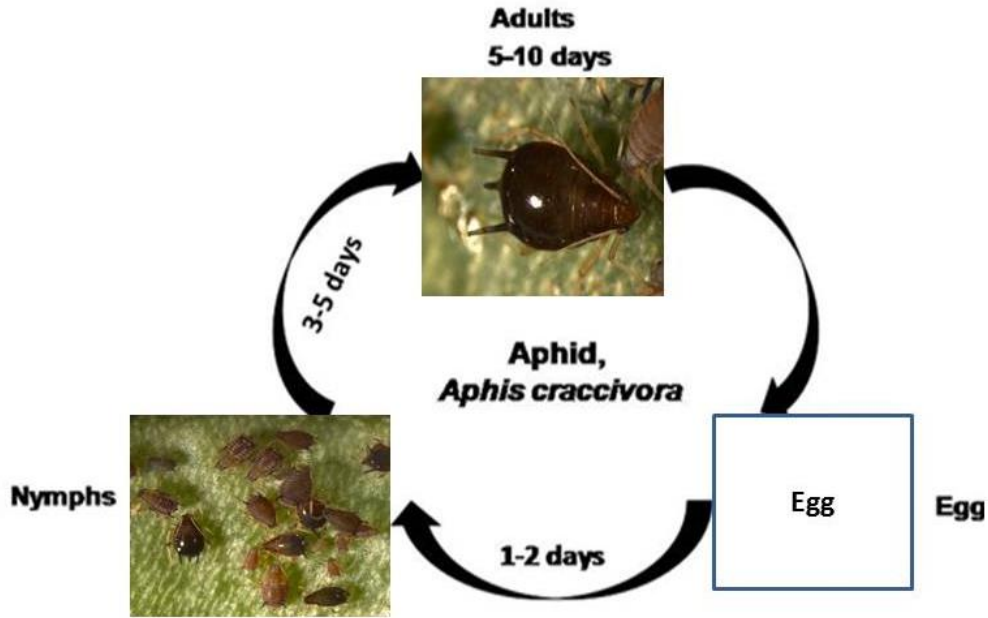 Adults
5-10 days
3-5 days
Aphid,
Aphis craccivora
Nymphs
Egg
Egg
1-2 days